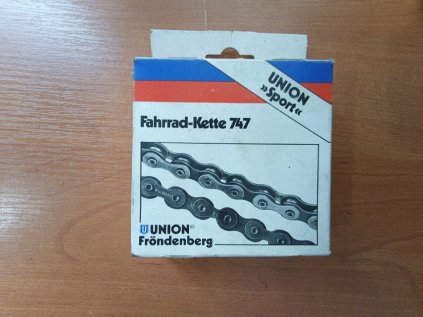 UNION
»Sport«
Fahrrad-Kette 747
UNION®
Fröndenberg